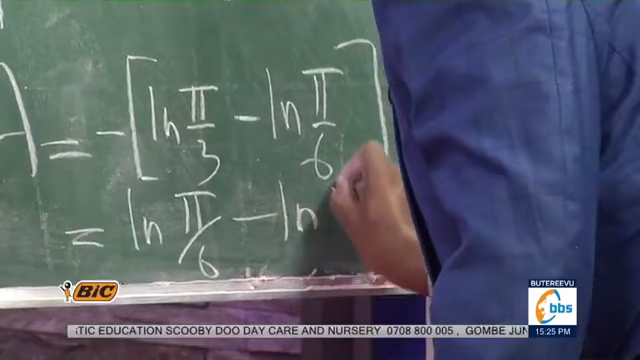 = -[ln π/3 - ln π/6]
= ln π/6 - ln
BiC
BUTEREEVU
bbs
15:25 PM
TIC EDUCATION SCOOBY DOO DAY CARE AND NURSERY 0708 800 005 , GOMBE JUN